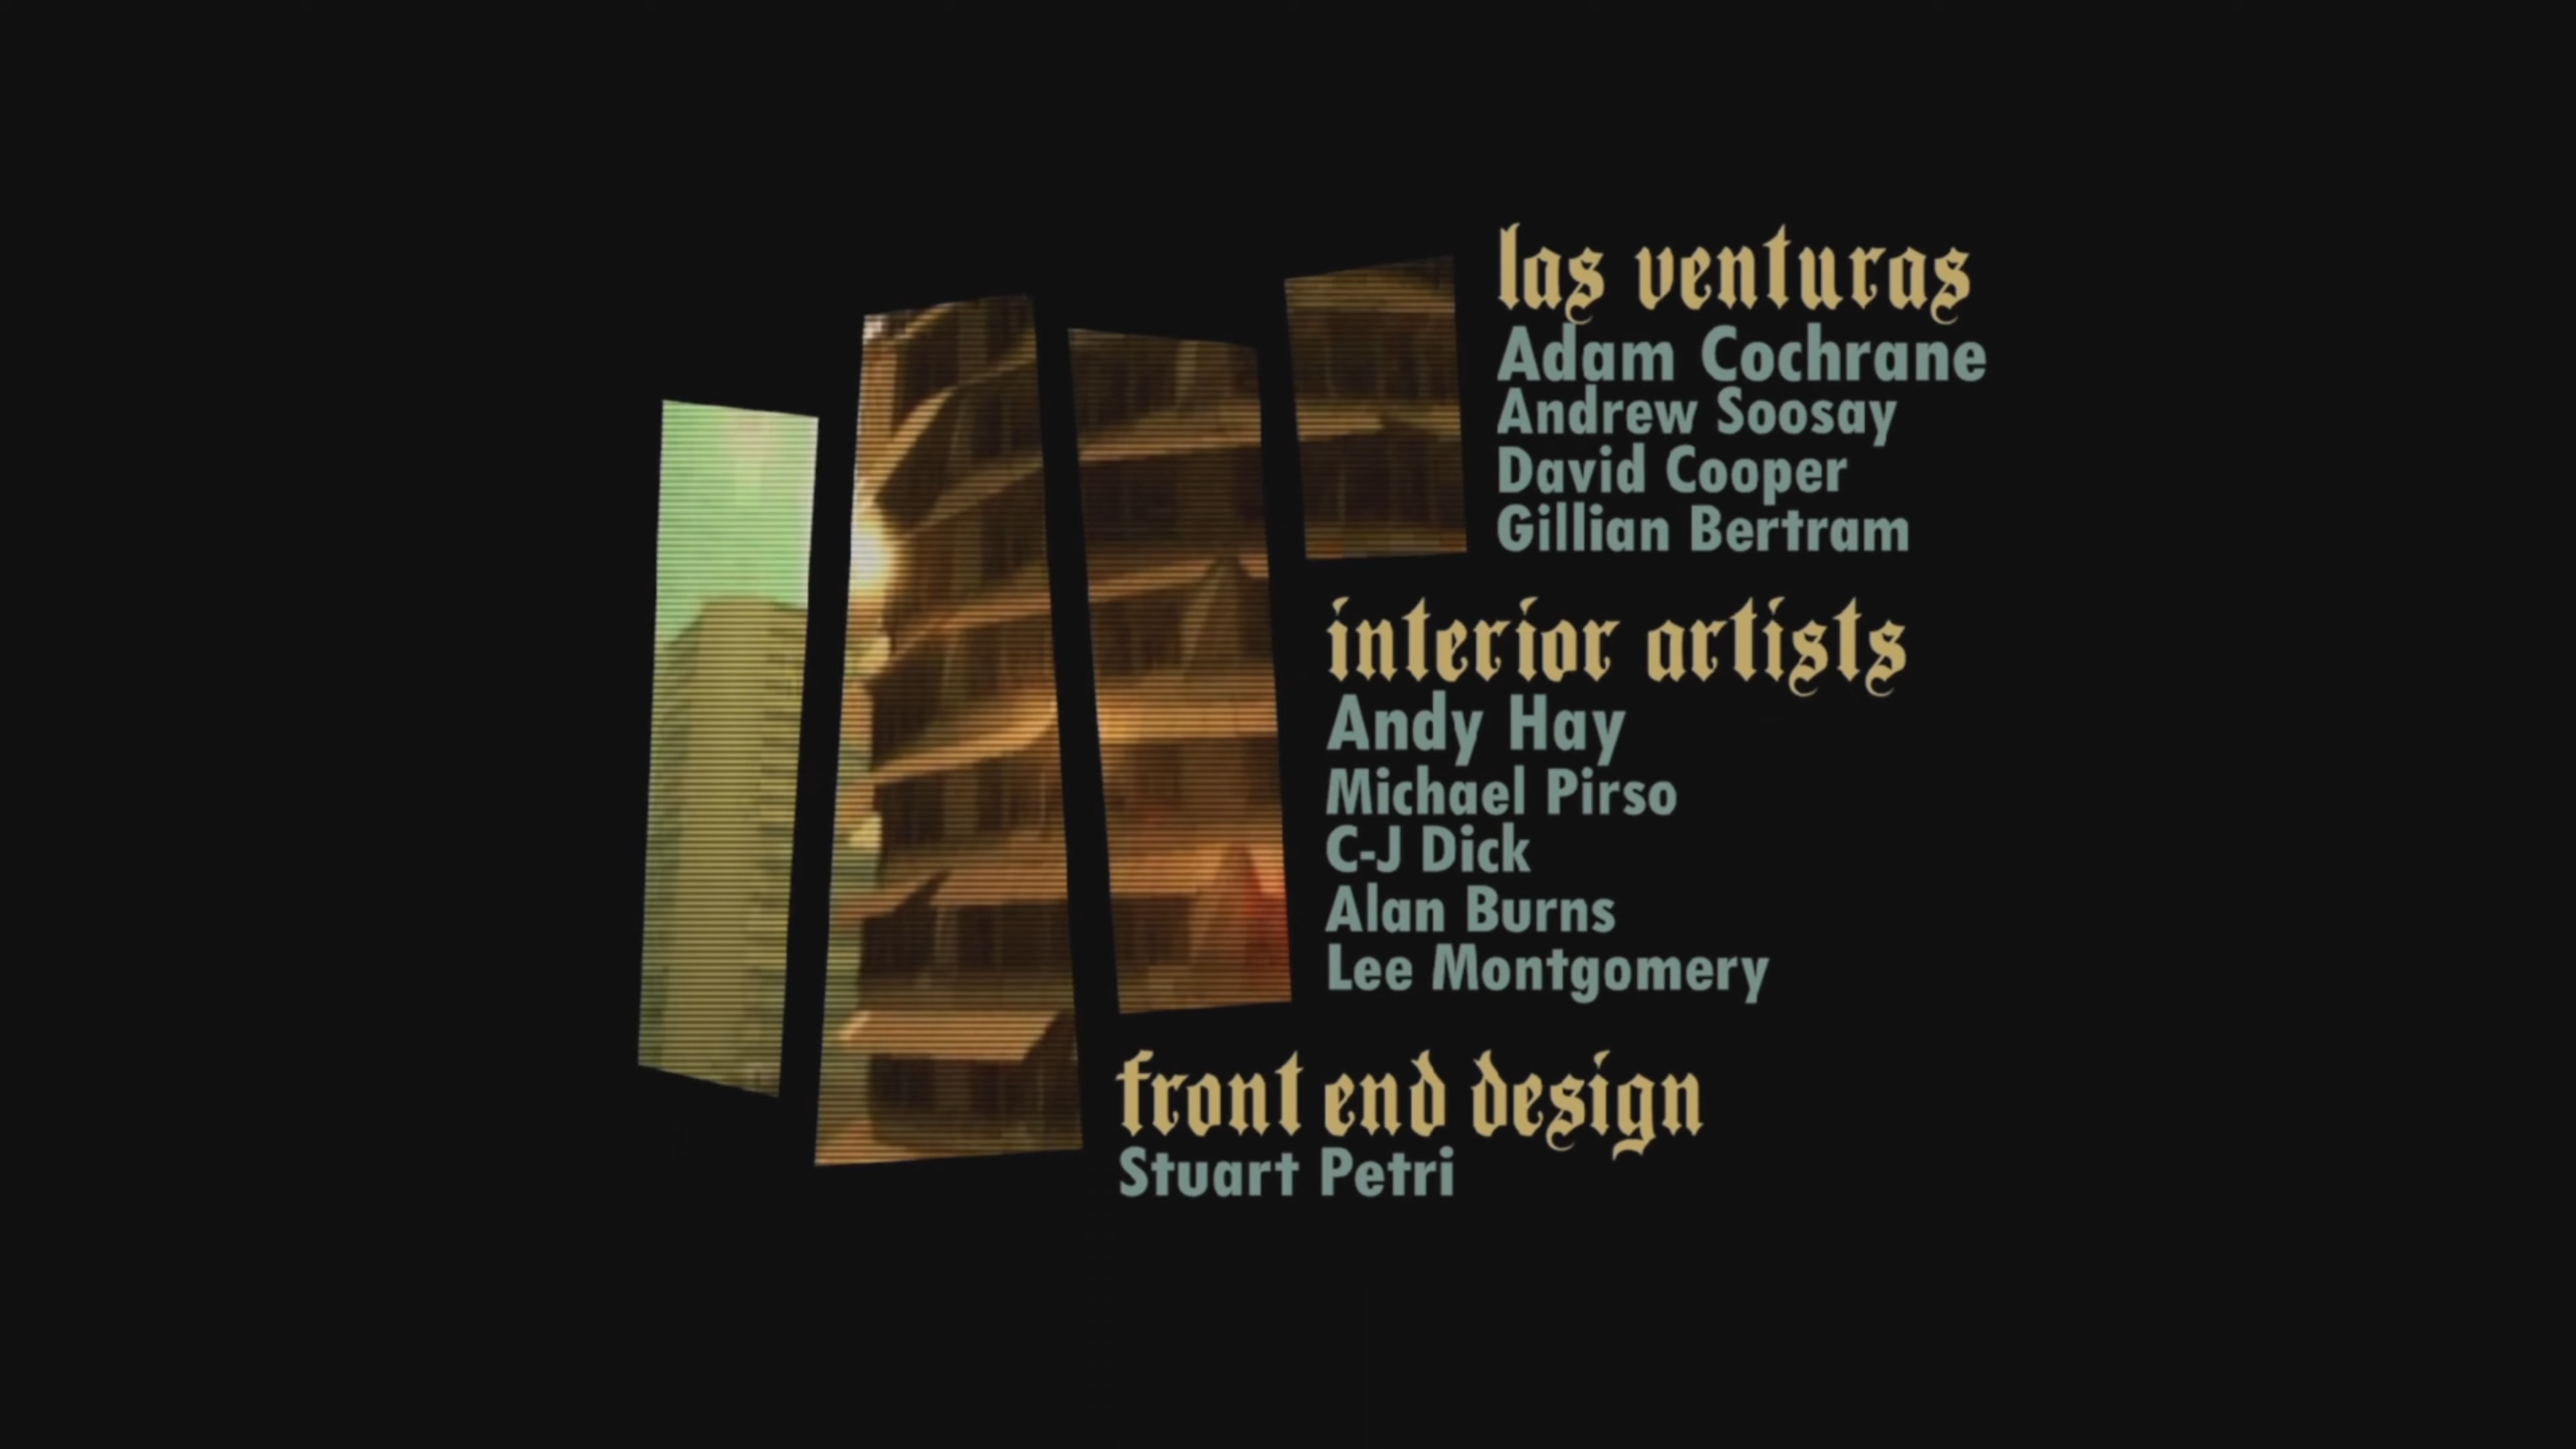 las venturas
Adam Cochrane
Andrew Soosay
David Cooper
Gillian Bertram
interior artists
Andy Hay
Michael Pirso
C-J Dick
Alan Burns
Lee Montgomery
front end design
Stuart Petri